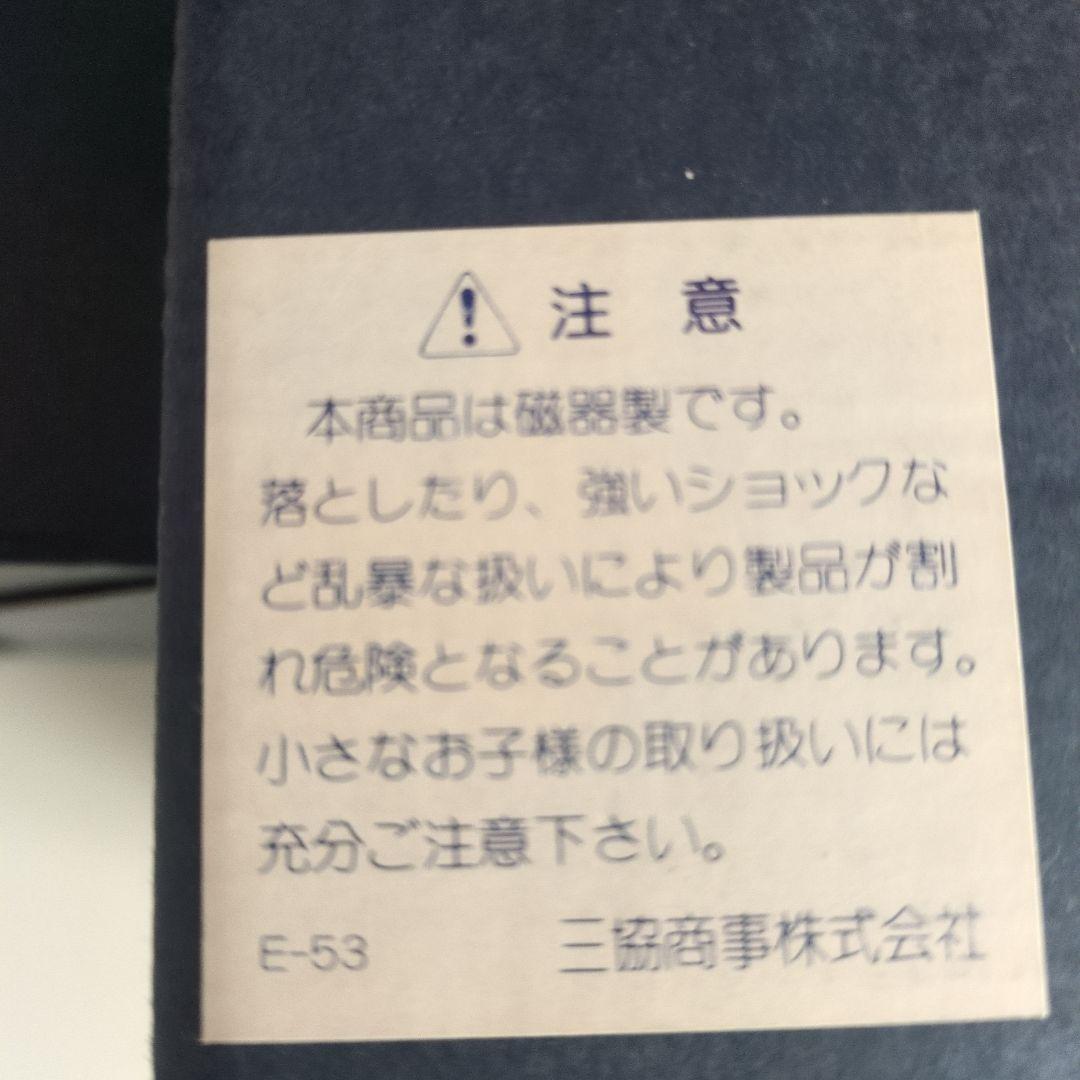 注 意
本商品は磁器製です。
落としたり、強いショックな
ど乱暴な扱いにより製品が割
れ危険となることがあります。
小さなお子様の取り扱いには
充分ご注意下さい。
E-53 三協商事株式会社